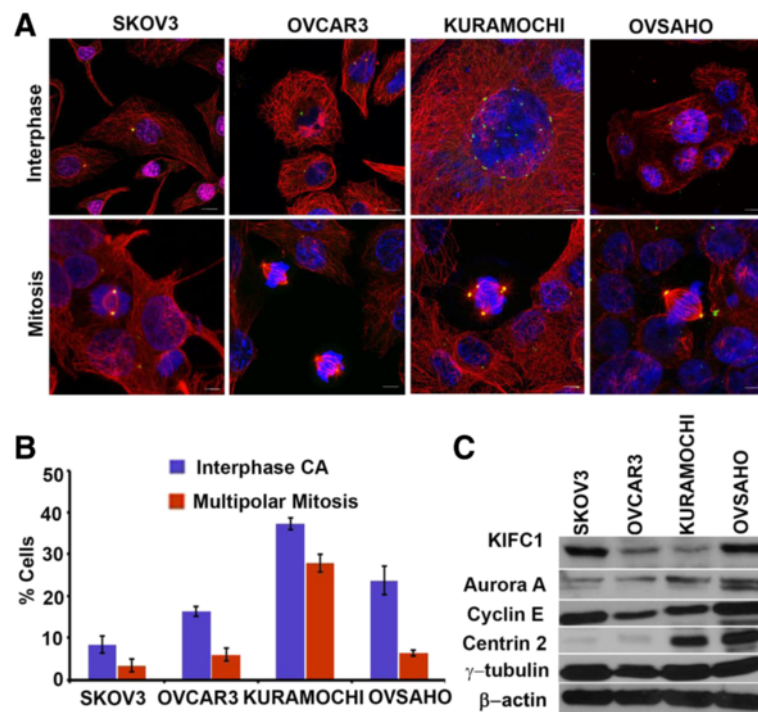 A
SKOV3 OVCAR3 KURAMOCHI OVSAHO
Interphase
Mitosis
B
Interphase CA
Multipolar Mitosis
% Cells
50
40
30
20
10
0
SKOV3 OVCAR3 KURAMOCHI OVSAHO
C
SKOV3 OVCAR3 KURAMOCHI OVSAHO
KIFC1
Aurora A
Cyclin E
Centrin 2
γ–tubulin
β–actin